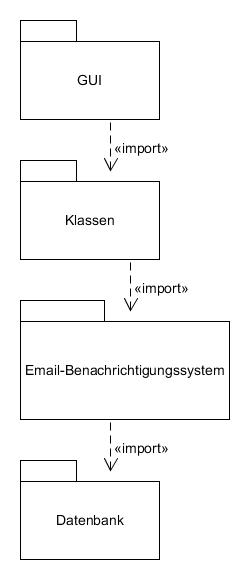 GUI
«import»
Klassen
«import»
Email-Benachrichtigungssystem
«import»
Datenbank